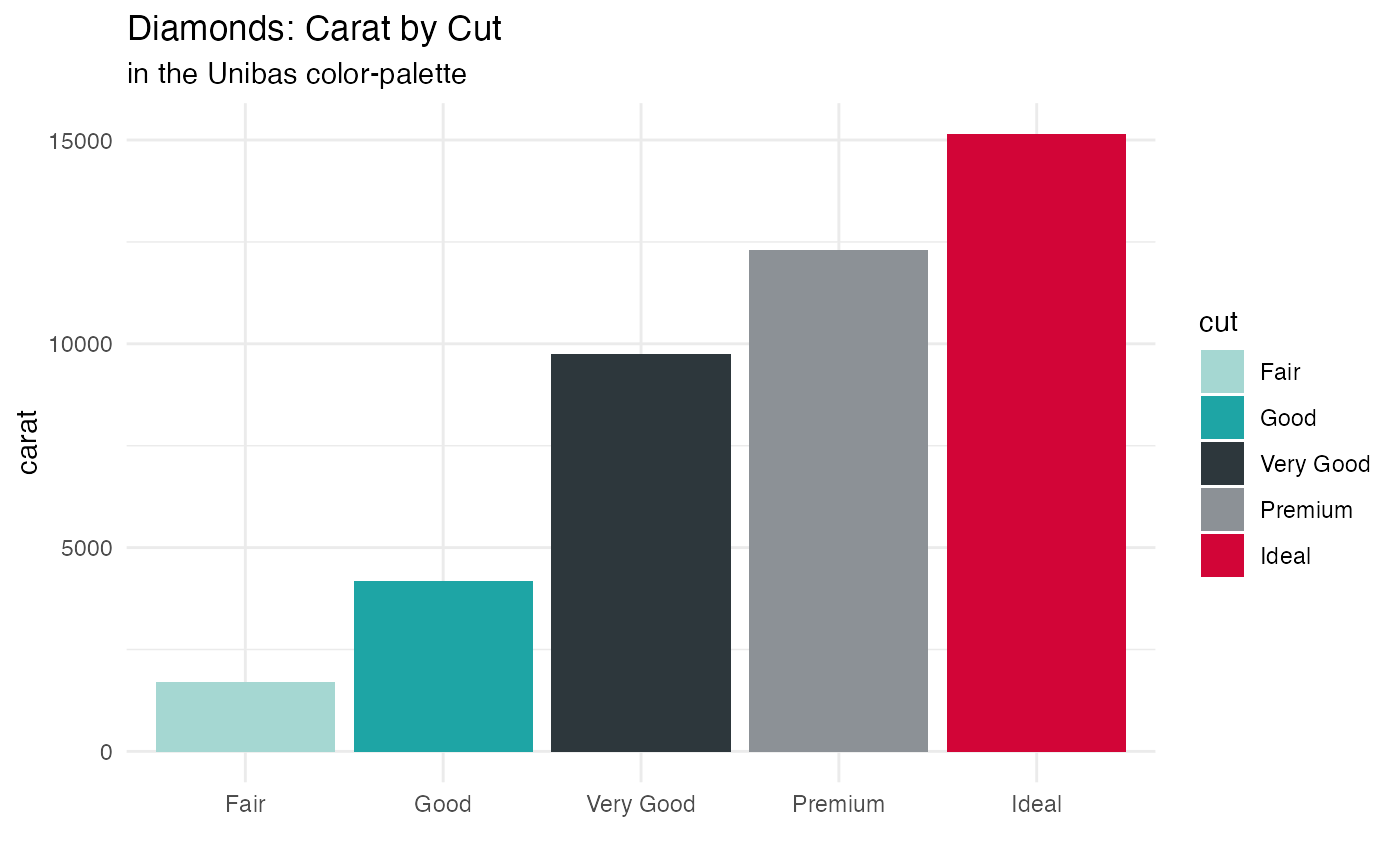 Diamonds: Carat by Cut
in the Unibas color-palette
carat
15000
10000
5000
0
Fair
Good
Very Good
Premium
Ideal
cut
Fair
Good
Very Good
Premium
Ideal